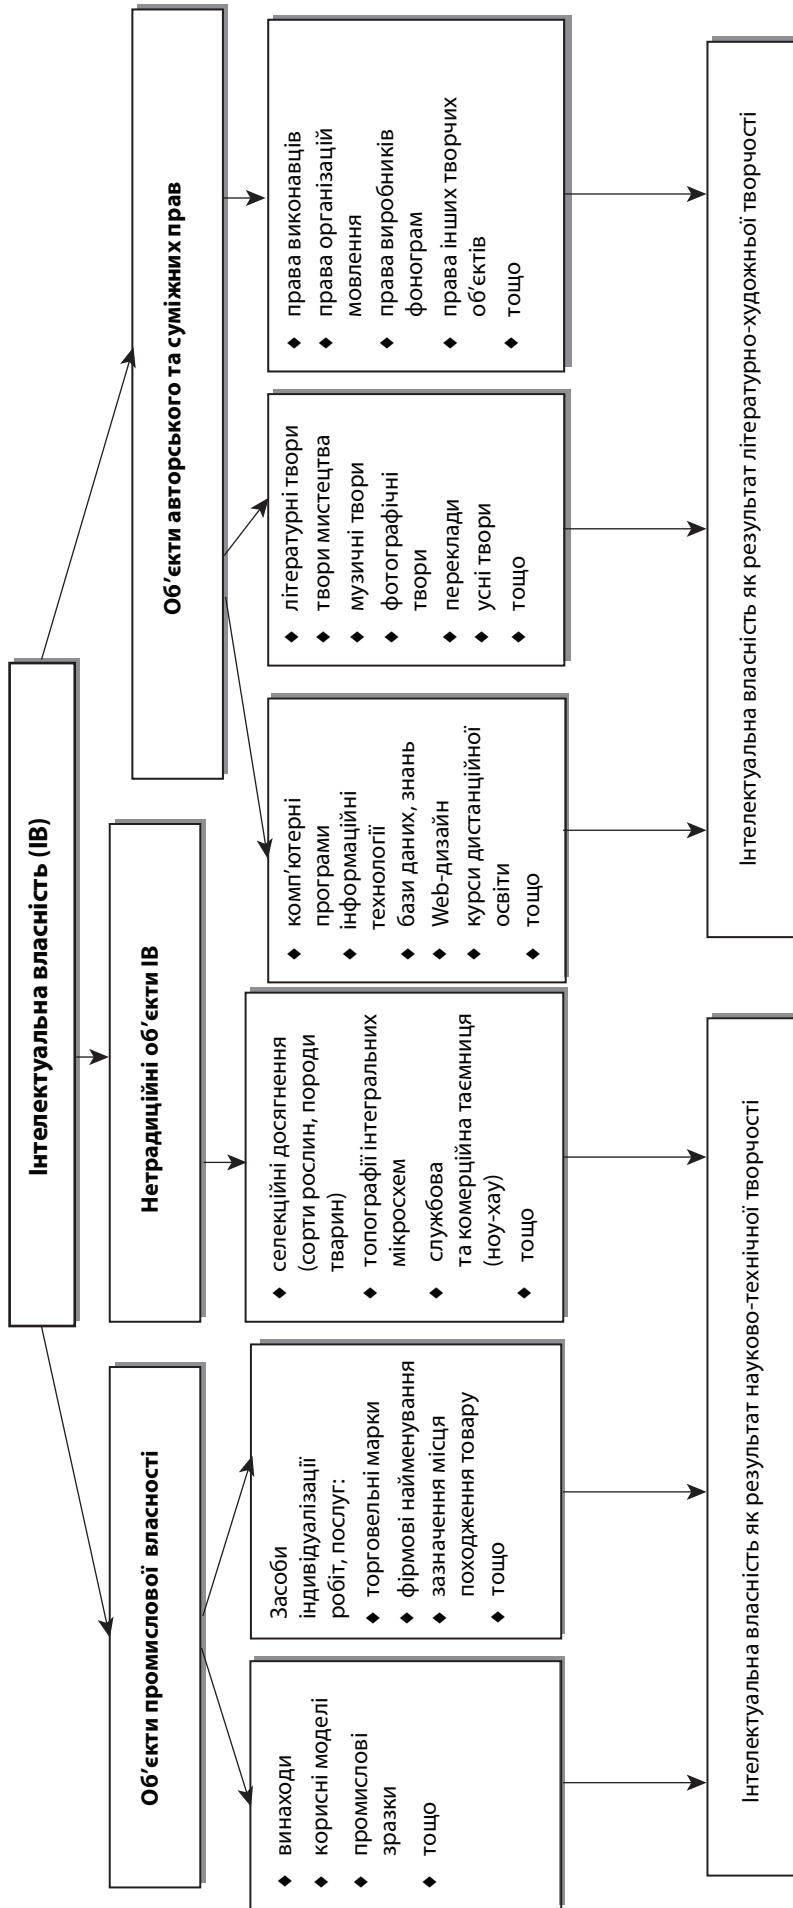 Інтелектуальна власність (ІВ)
Об’єкти промислової власності
Нетрадиційні об’єкти ІВ
Об’єкти авторського та суміжних прав
♦ винаходи
♦ корисні моделі
♦ промислові
зразки
♦ тощо
Засоби
індивідуалізації
робіт, послуг:
♦ торговельні марки
♦ фірмові найменування
♦ зазначення місця
походження товару
♦ тощо
♦ селекційні досягнення
(сорти рослин, породи
тварин)
♦ топографії інтегральних
мікросхем
♦ службова
та комерційна таємниця
(ноу-хау)
♦ тощо
♦ комп’ютерні
програми
♦ інформаційні
технології
♦ бази даних, знань
♦ Web-дизайн
♦ курси дистанційної
освіти
♦ тощо
♦ літературні твори
♦ твори мистецтва
♦ музичні твори
♦ фотографічні
твори
♦ переклади
♦ усні твори
♦ тощо
♦ права виконавців
♦ права організацій
мовлення
♦ права виробників
фонограм
♦ права інших творчих
об’єктів
♦ тощо
Інтелектуальна власність як результат науково-технічної творчості
Інтелектуальна власність як результат літературно-художньої творчості